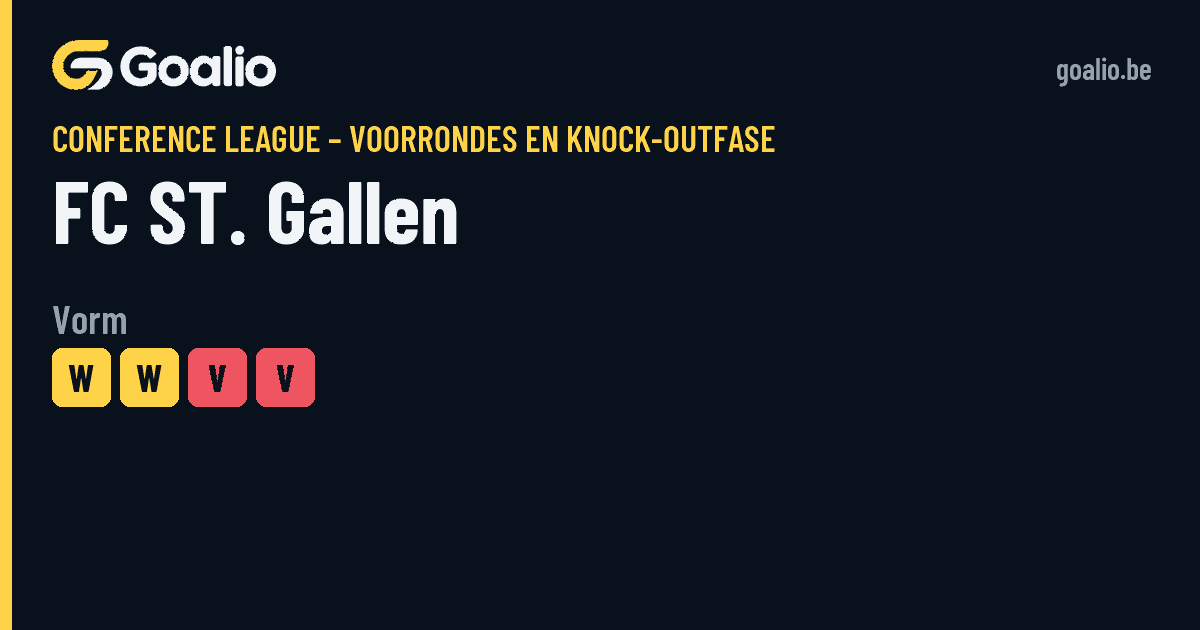 Goalio
goalio.be
CONFERENCE LEAGUE – VOORRONDES EN KNOCK-OUTFASE
FC ST. Gallen
Vorm
W W V V